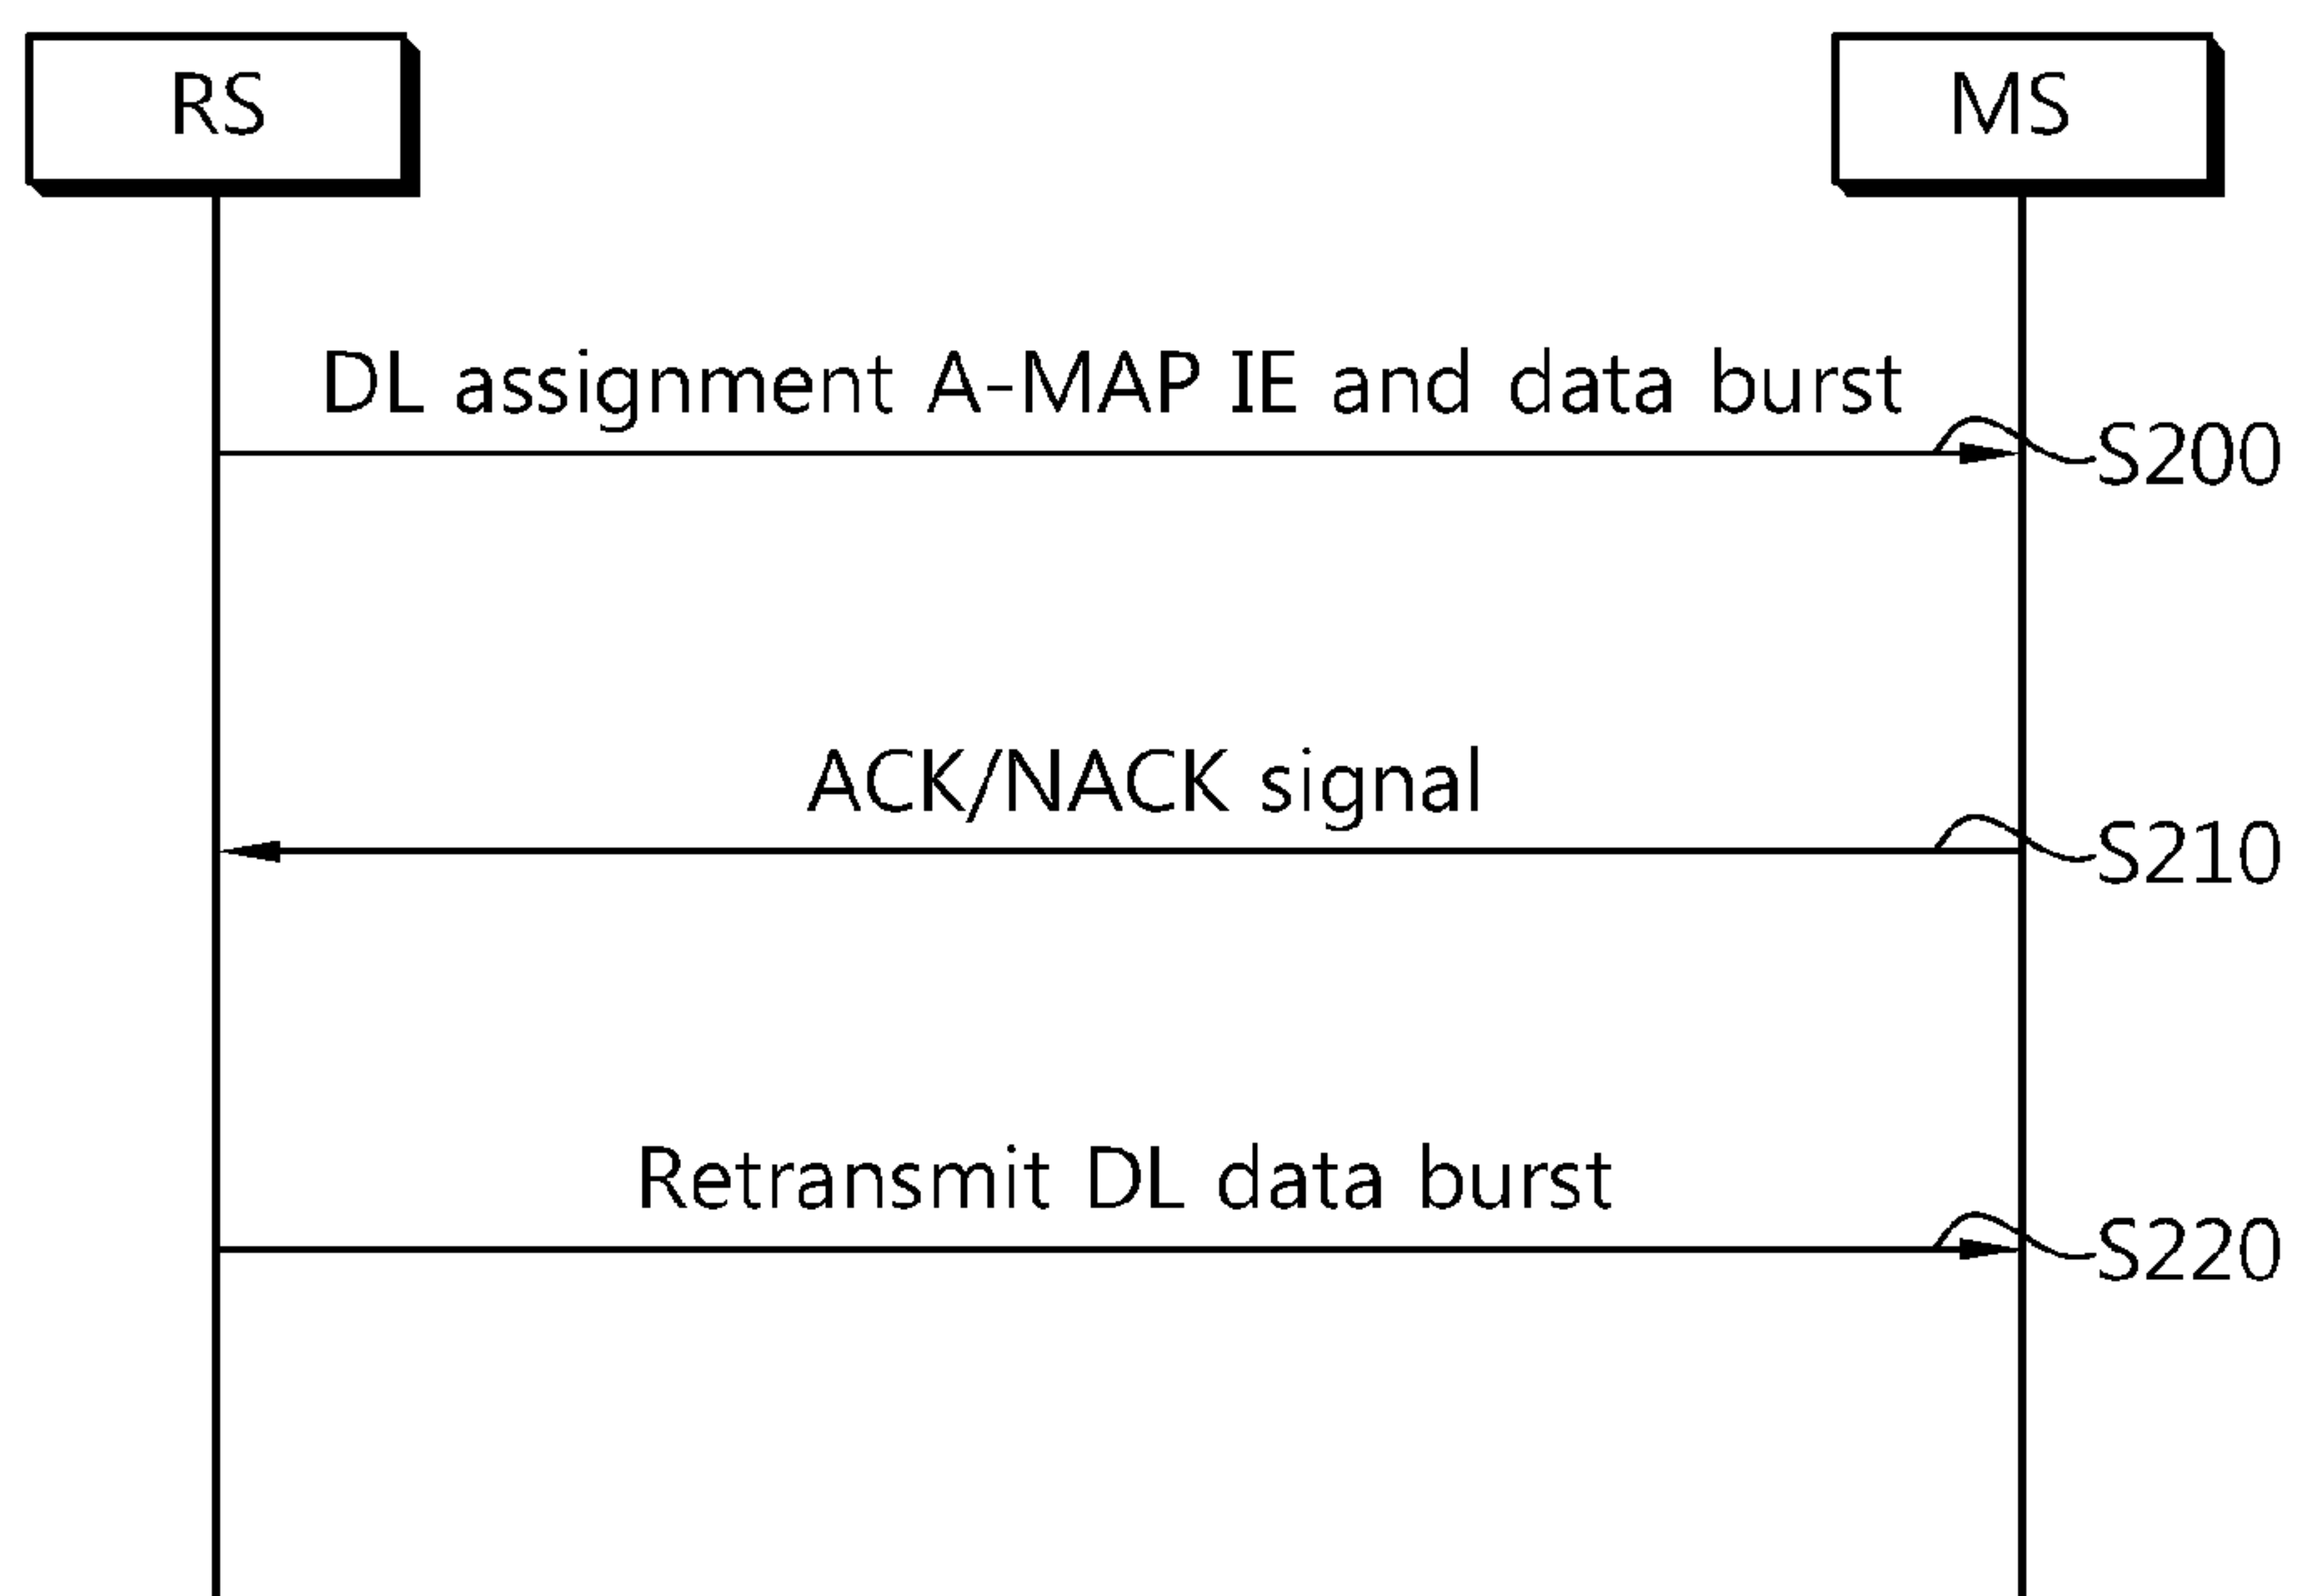 RS
MS
DL assignment A-MAP IE and data burst
S200
ACK/NACK signal
S210
Retransmit DL data burst
S220